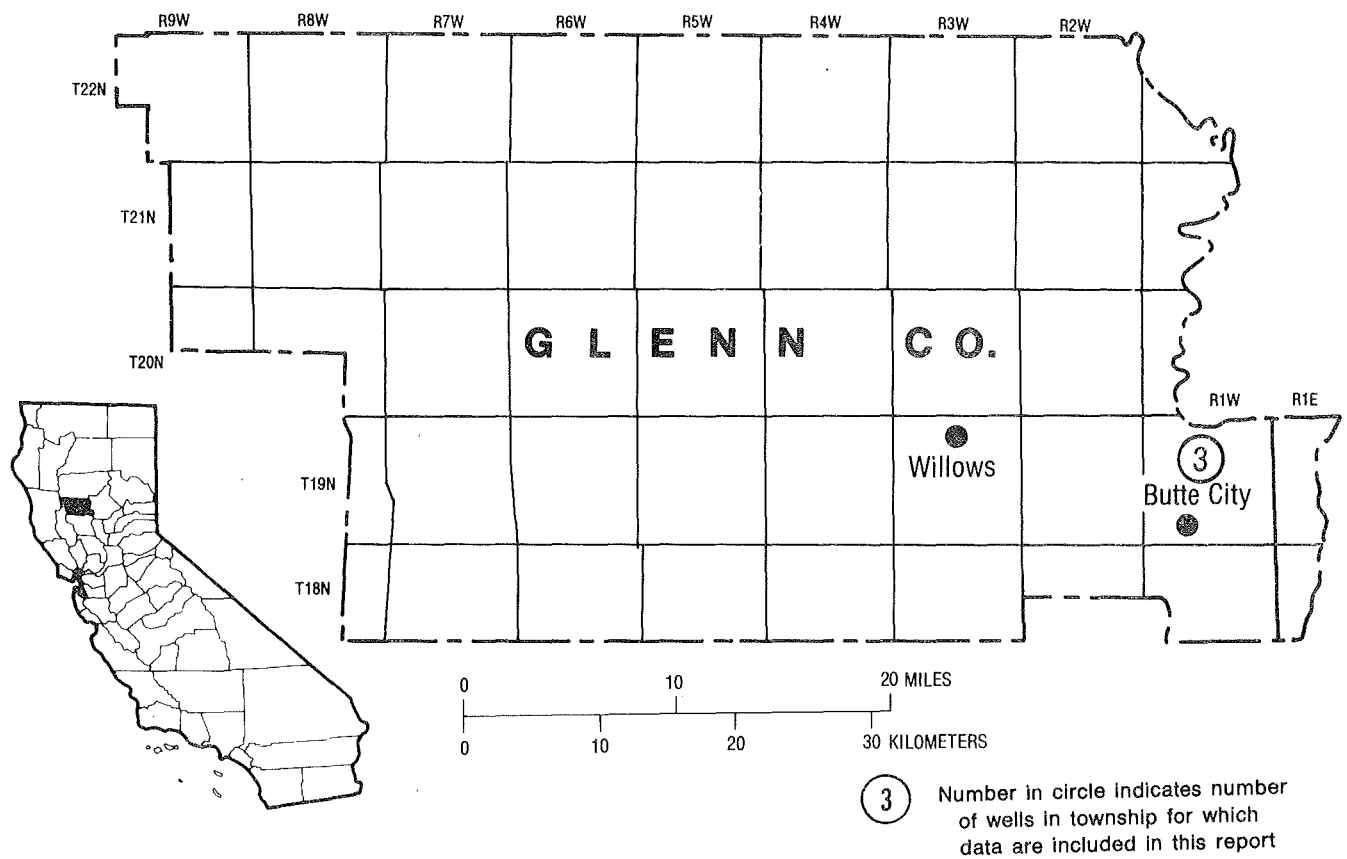 R9W R8W R7W R6W R5W R4W R3W R2W
T22N
T21N
GLENN CO.
T20N
R1W R1E
3
Willows
T19N
Butte City
T18N
0 10 20 MILES
0 10 20 30 KILOMETERS
3 Number in circle indicates number
of wells in township for which
data are included in this report